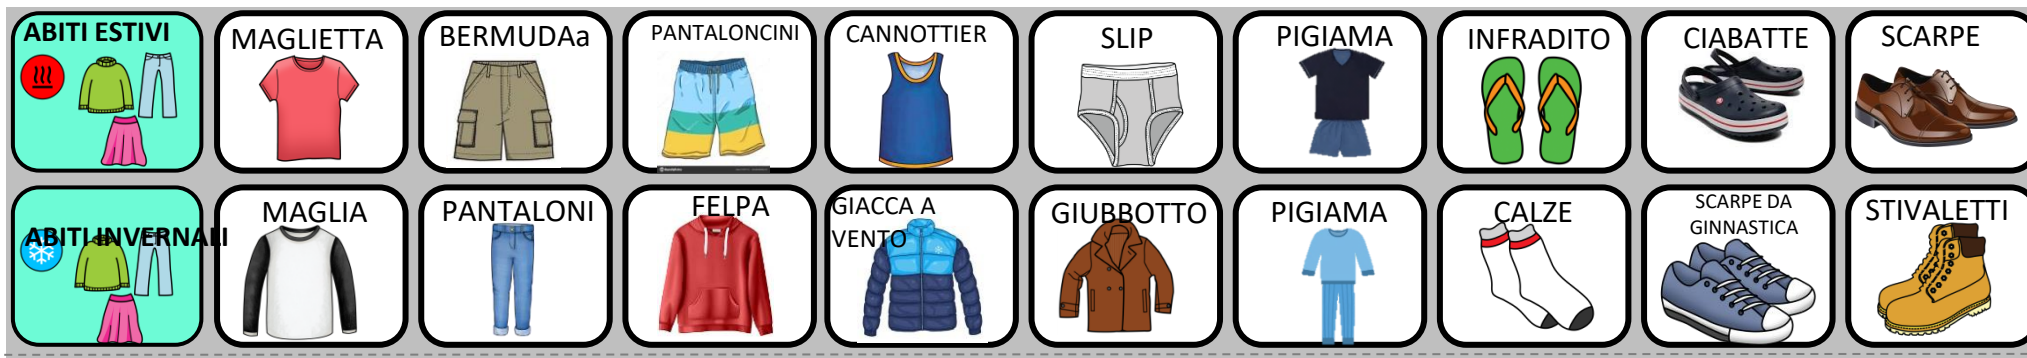 ABITI ESTIVI
MAGLIETTA
BERMUDAa
PANTALONCINI
CANNOTTIER
SLIP
PIGIAMA
INFRADITO
CIABATTE
SCARPE
ABITI INVERNALI
MAGLIA
PANTALONI
FELPA
GIACCA A
VENTO
GIUBBOTTO
PIGIAMA
CALZE
SCARPE DA
GINNASTICA
STIVALETTI